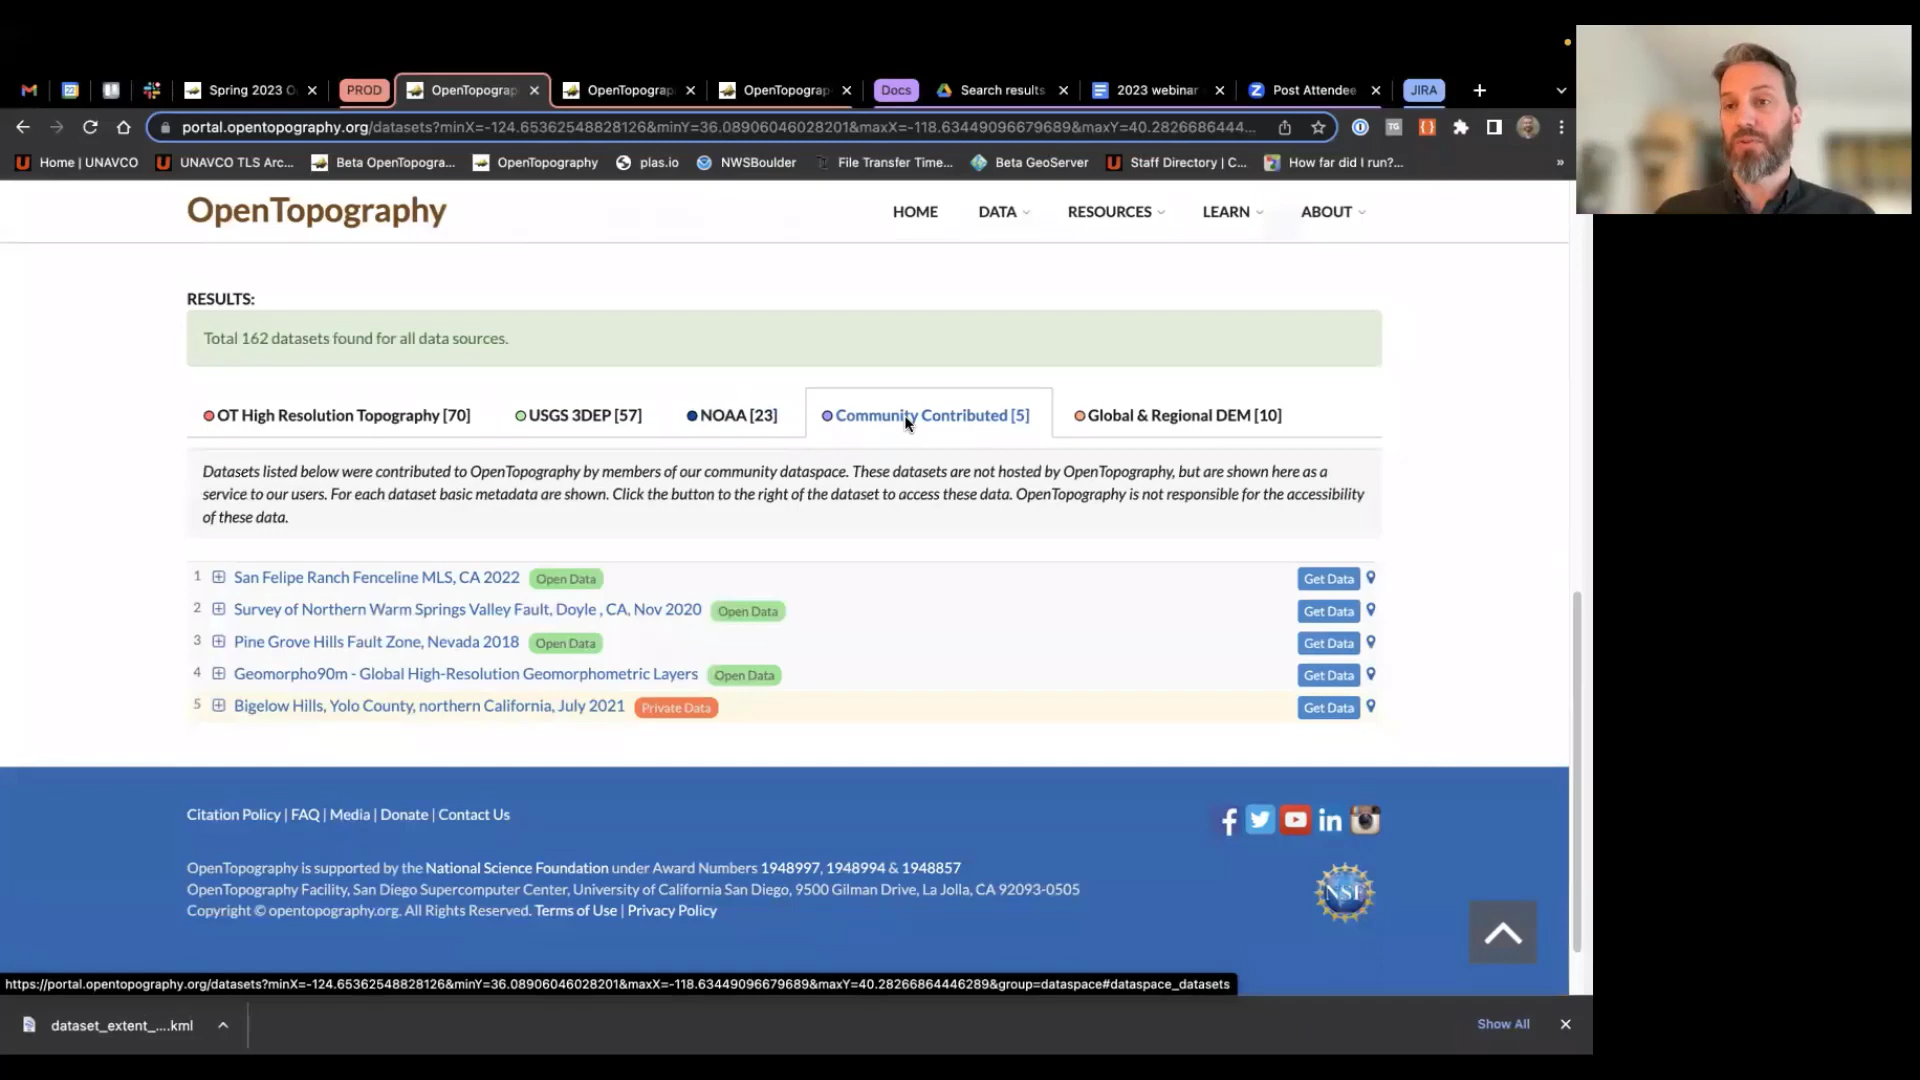 Spring 2023 O
PROD
OpenTopograp
OpenTopograp
OpenTopograp
Docs
Search results
2023 webinar
Post Attendee
JIRA
portal.opentopography.org/datasets?minX=-124.65362548828126&minY=36.08906046028201&maxX=-118.63449096679689&maxY=40.2826686444...
Home | UNAVCO
UNAVCO TLS Arc...
Beta OpenTopogra...
OpenTopography
plas.io
NWSBoulder
File Transfer Time...
Beta GeoServer
Staff Directory | C...
How far did I run?...
»
OpenTopography
HOME DATA RESOURCES LEARN ABOUT
RESULTS:
Total 162 datasets found for all data sources.
OT High Resolution Topography [70]
USGS 3DEP [57]
NOAA [23]
Community Contributed [5]
Global & Regional DEM [10]
Datasets listed below were contributed to OpenTopography by members of our community dataspace. These datasets are not hosted by OpenTopography, but are shown here as a
service to our users. For each dataset basic metadata are shown. Click the button to the right of the dataset to access these data. OpenTopography is not responsible for the accessibility
of these data.
1 San Felipe Ranch Fenceline MLS, CA 2022 Open Data Get Data
2 Survey of Northern Warm Springs Valley Fault, Doyle , CA, Nov 2020 Open Data Get Data
3 Pine Grove Hills Fault Zone, Nevada 2018 Open Data Get Data
4 Geomorpho90m - Global High-Resolution Geomorphometric Layers Open Data Get Data
5 Bigelow Hills, Yolo County, northern California, July 2021 Private Data Get Data
Citation Policy | FAQ | Media | Donate | Contact Us
OpenTopography is supported by the National Science Foundation under Award Numbers 1948997, 1948994 & 1948857
OpenTopography Facility, San Diego Supercomputer Center, University of California San Diego, 9500 Gilman Drive, La Jolla, CA 92093-0505
Copyright © opentopography.org. All Rights Reserved. Terms of Use | Privacy Policy
NSF
https://portal.opentopography.org/datasets?minX=-124.65362548828126&minY=36.08906046028201&maxX=-118.63449096679689&maxY=40.28266864446289&group=dataspace#dataspace_datasets
dataset_extent_....kml
Show All